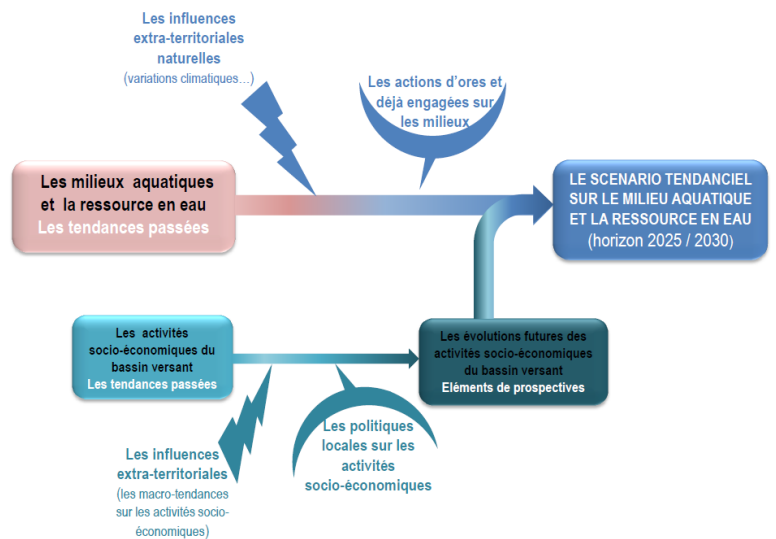 Les influences
extra-territoriales
naturelles
(variations climatiques…)
Les actions d'ores et
déjà engagées sur
les milieux
Les milieux aquatiques
et la ressource en eau
Les tendances passées
LE SCENARIO TENDANCIEL
SUR LE MILIEU AQUATIQUE
ET LA RESSOURCE EN EAU
(horizon 2025 / 2030)
Les activités
socio-économiques du
bassin versant
Les tendances passées
Les évolutions futures des
activités socio-économiques
du bassin versant
Eléments de prospectives
Les influences
extra-territoriales
(les macro-tendances
sur les activités socio-
économiques)
Les politiques
locales sur les
activités
socio-économiques